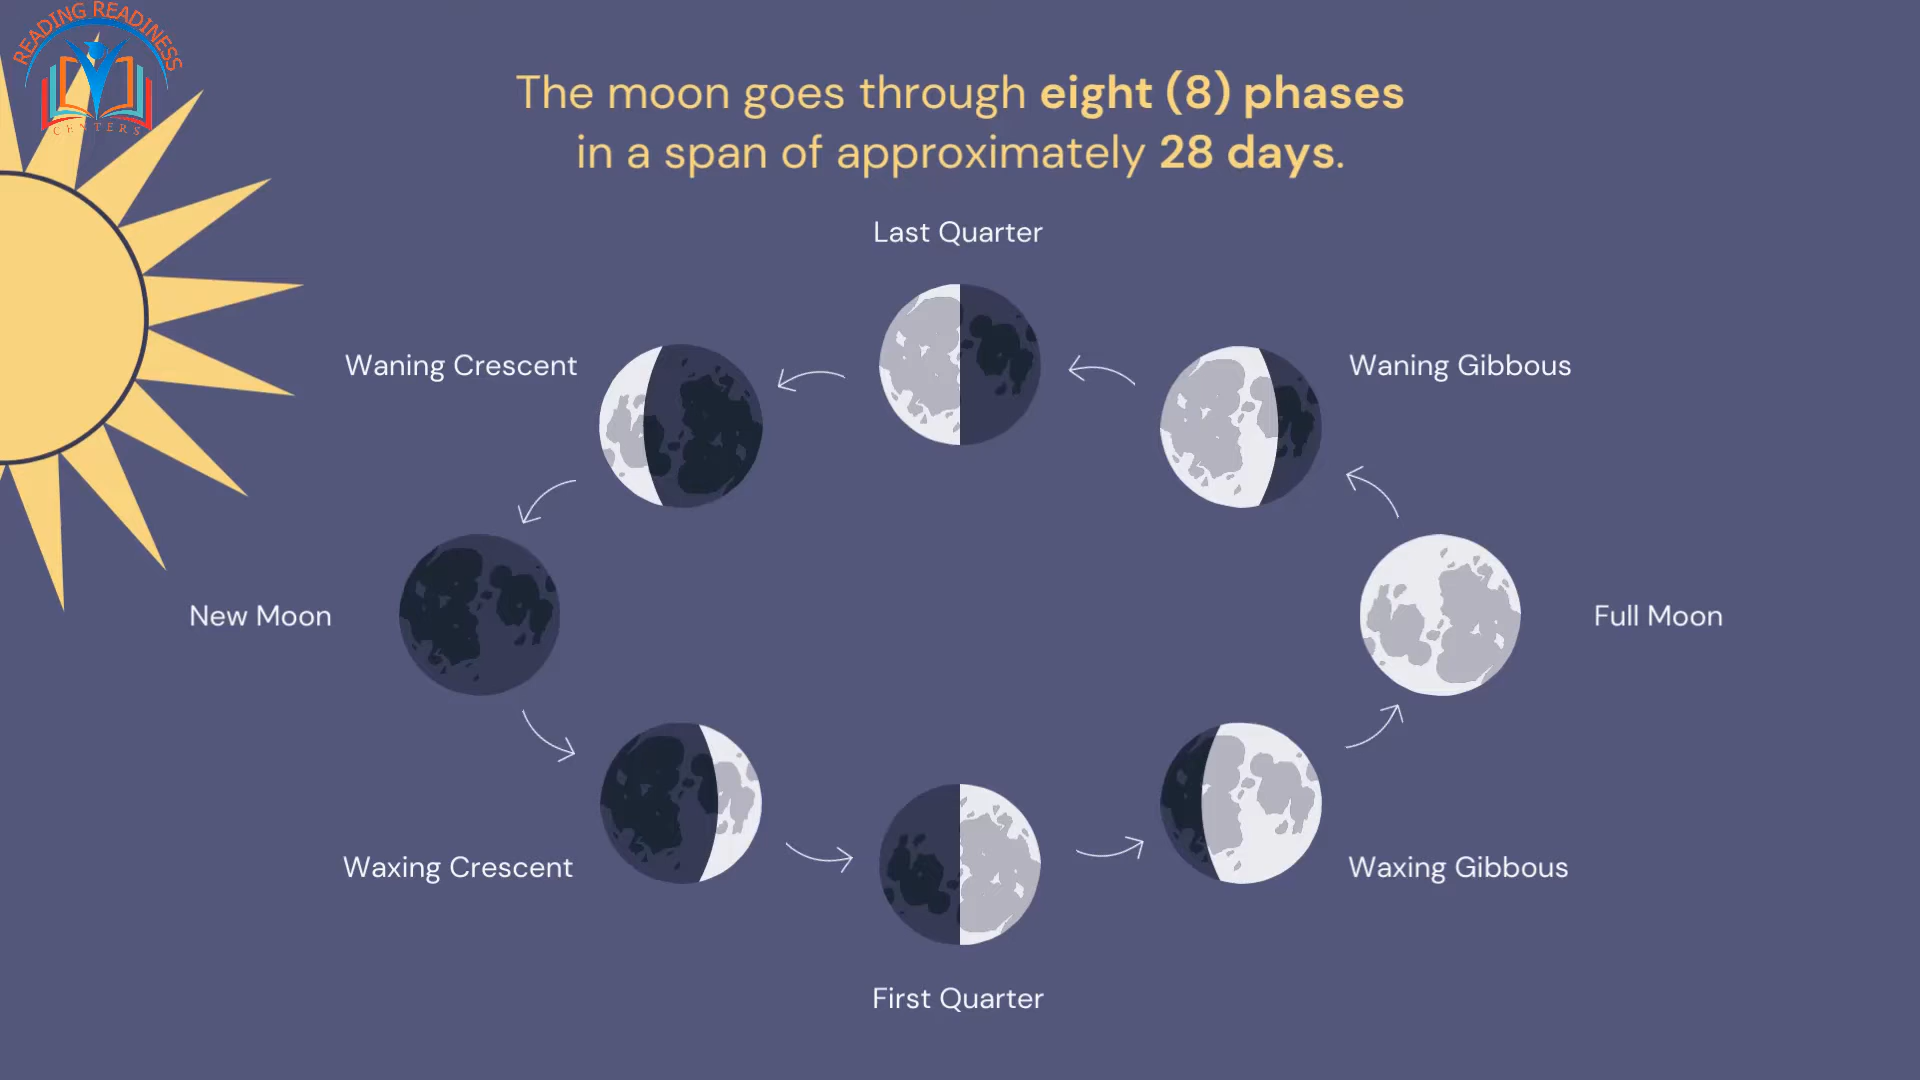 READING READINESS
CENTERS
The moon goes through eight (8) phases
in a span of approximately 28 days.
Last Quarter
Waning Crescent
Waning Gibbous
New Moon
Full Moon
Waxing Crescent
Waxing Gibbous
First Quarter